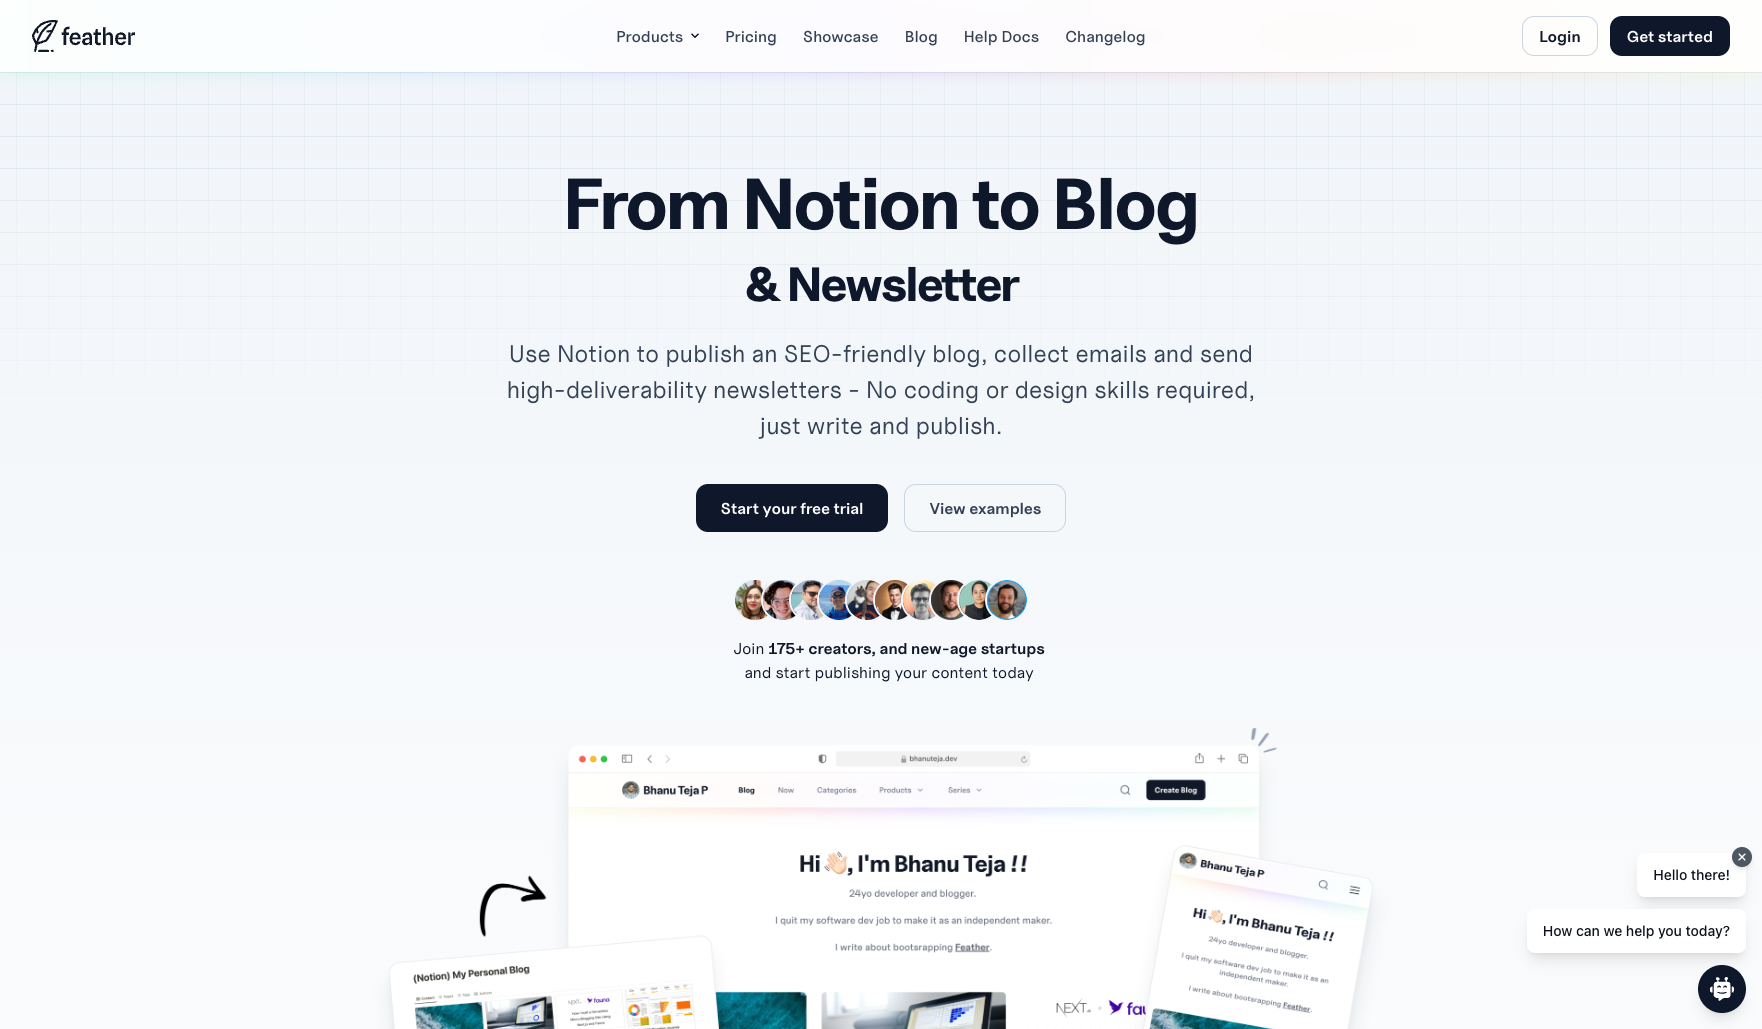 feather
Products Pricing Showcase Blog Help Docs Changelog
Login Get started
From Notion to Blog
& Newsletter
Use Notion to publish an SEO-friendly blog, collect emails and send
high-deliverability newsletters - No coding or design skills required,
just write and publish.
Start your free trial View examples
Join 175+ creators, and new-age startups
and start publishing your content today
bhanuteja.dev
Bhanu Teja P Blog Now Categories Products Series Create Blog
Hi 👋🏻, I'm Bhanu Teja !!
24yo developer and blogger.
I quit my software dev job to make it as an independent maker.
I write about bootsrapping Feather.
(Notion) My Personal Blog
fauna
NEXT
Bhanu Teja P
Hi 👋🏻, I'm Bhanu Teja !!
24yo developer and blogger.
I quit my software dev job to make it as an
independent maker.
I write about bootsrapping Feather.
Hello there!
How can we help you today?